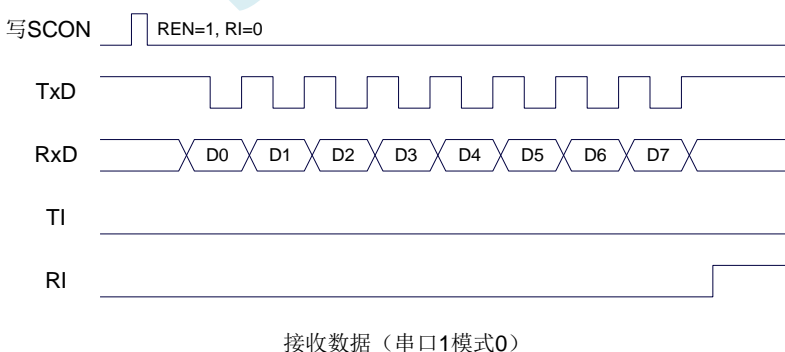 写SCON REN=1, RI=0
TxD
RxD D0 D1 D2 D3 D4 D5 D6 D7
TI
RI
接收数据（串口1模式0）